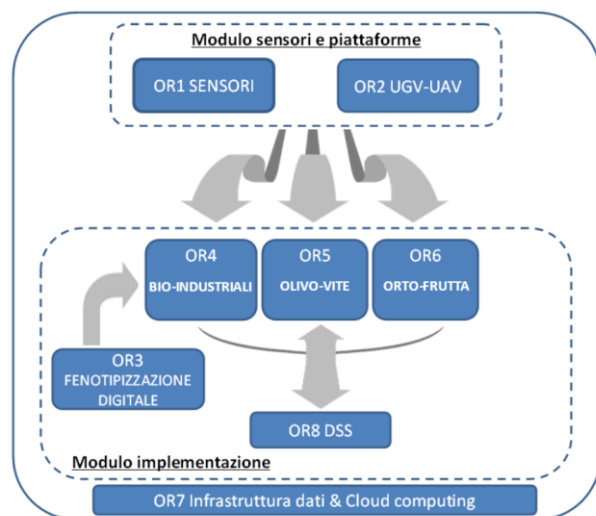 Modulo sensori e piattaforme
OR1 SENSORI
OR2 UGV-UAV
OR4
BIO-INDUSTRIALI
OR5
OLIVO-VITE
OR6
ORTO-FRUTTA
OR3
FENOTIPIZZAZIONE
DIGITALE
OR8 DSS
Modulo implementazione
OR7 Infrastruttura dati & Cloud computing